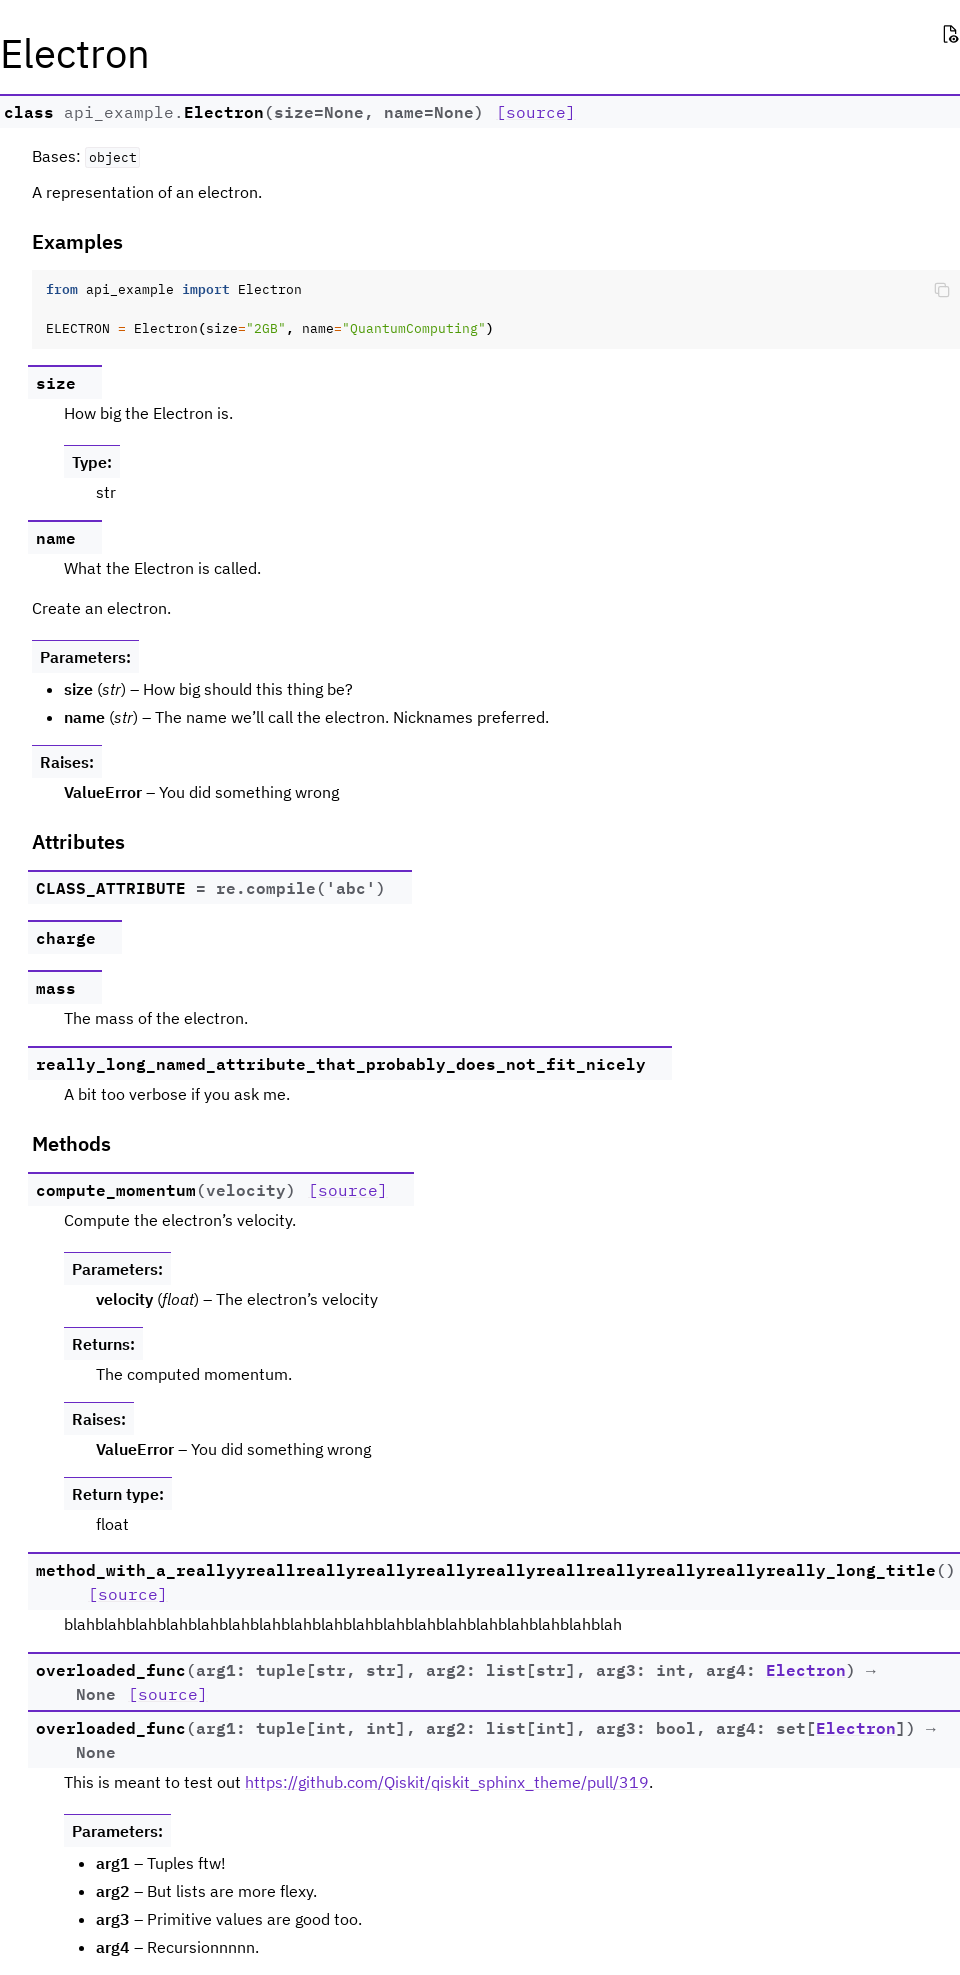 Electron
class api_example.Electron(size=None, name=None) [source]
Bases: object
A representation of an electron.
Examples
from api_example import Electron
ELECTRON = Electron(size="2GB", name="QuantumComputing")
size
How big the Electron is.
Type:
str
name
What the Electron is called.
Create an electron.
Parameters:
• size (str) – How big should this thing be?
• name (str) – The name we’ll call the electron. Nicknames preferred.
Raises:
ValueError – You did something wrong
Attributes
CLASS_ATTRIBUTE = re.compile('abc')
charge
mass
The mass of the electron.
really_long_named_attribute_that_probably_does_not_fit_nicely
A bit too verbose if you ask me.
Methods
compute_momentum(velocity) [source]
Compute the electron’s velocity.
Parameters:
velocity (float) – The electron’s velocity
Returns:
The computed momentum.
Raises:
ValueError – You did something wrong
Return type:
float
method_with_a_reallyyreallreallyreallyreallyreallyreallyreallreallyreallyreallyreally_long_title()
[source]
blahblahblahblahblahblahblahblahblahblahblahblahblahblahblahblahblahblah
overloaded_func(arg1: tuple[str, str], arg2: list[str], arg3: int, arg4: Electron) →
None [source]
overloaded_func(arg1: tuple[int, int], arg2: list[int], arg3: bool, arg4: set[Electron]) →
None
This is meant to test out https://github.com/Qiskit/qiskit_sphinx_theme/pull/319.
Parameters:
• arg1 – Tuples ftw!
• arg2 – But lists are more flexy.
• arg3 – Primitive values are good too.
• arg4 – Recursionnnnn.